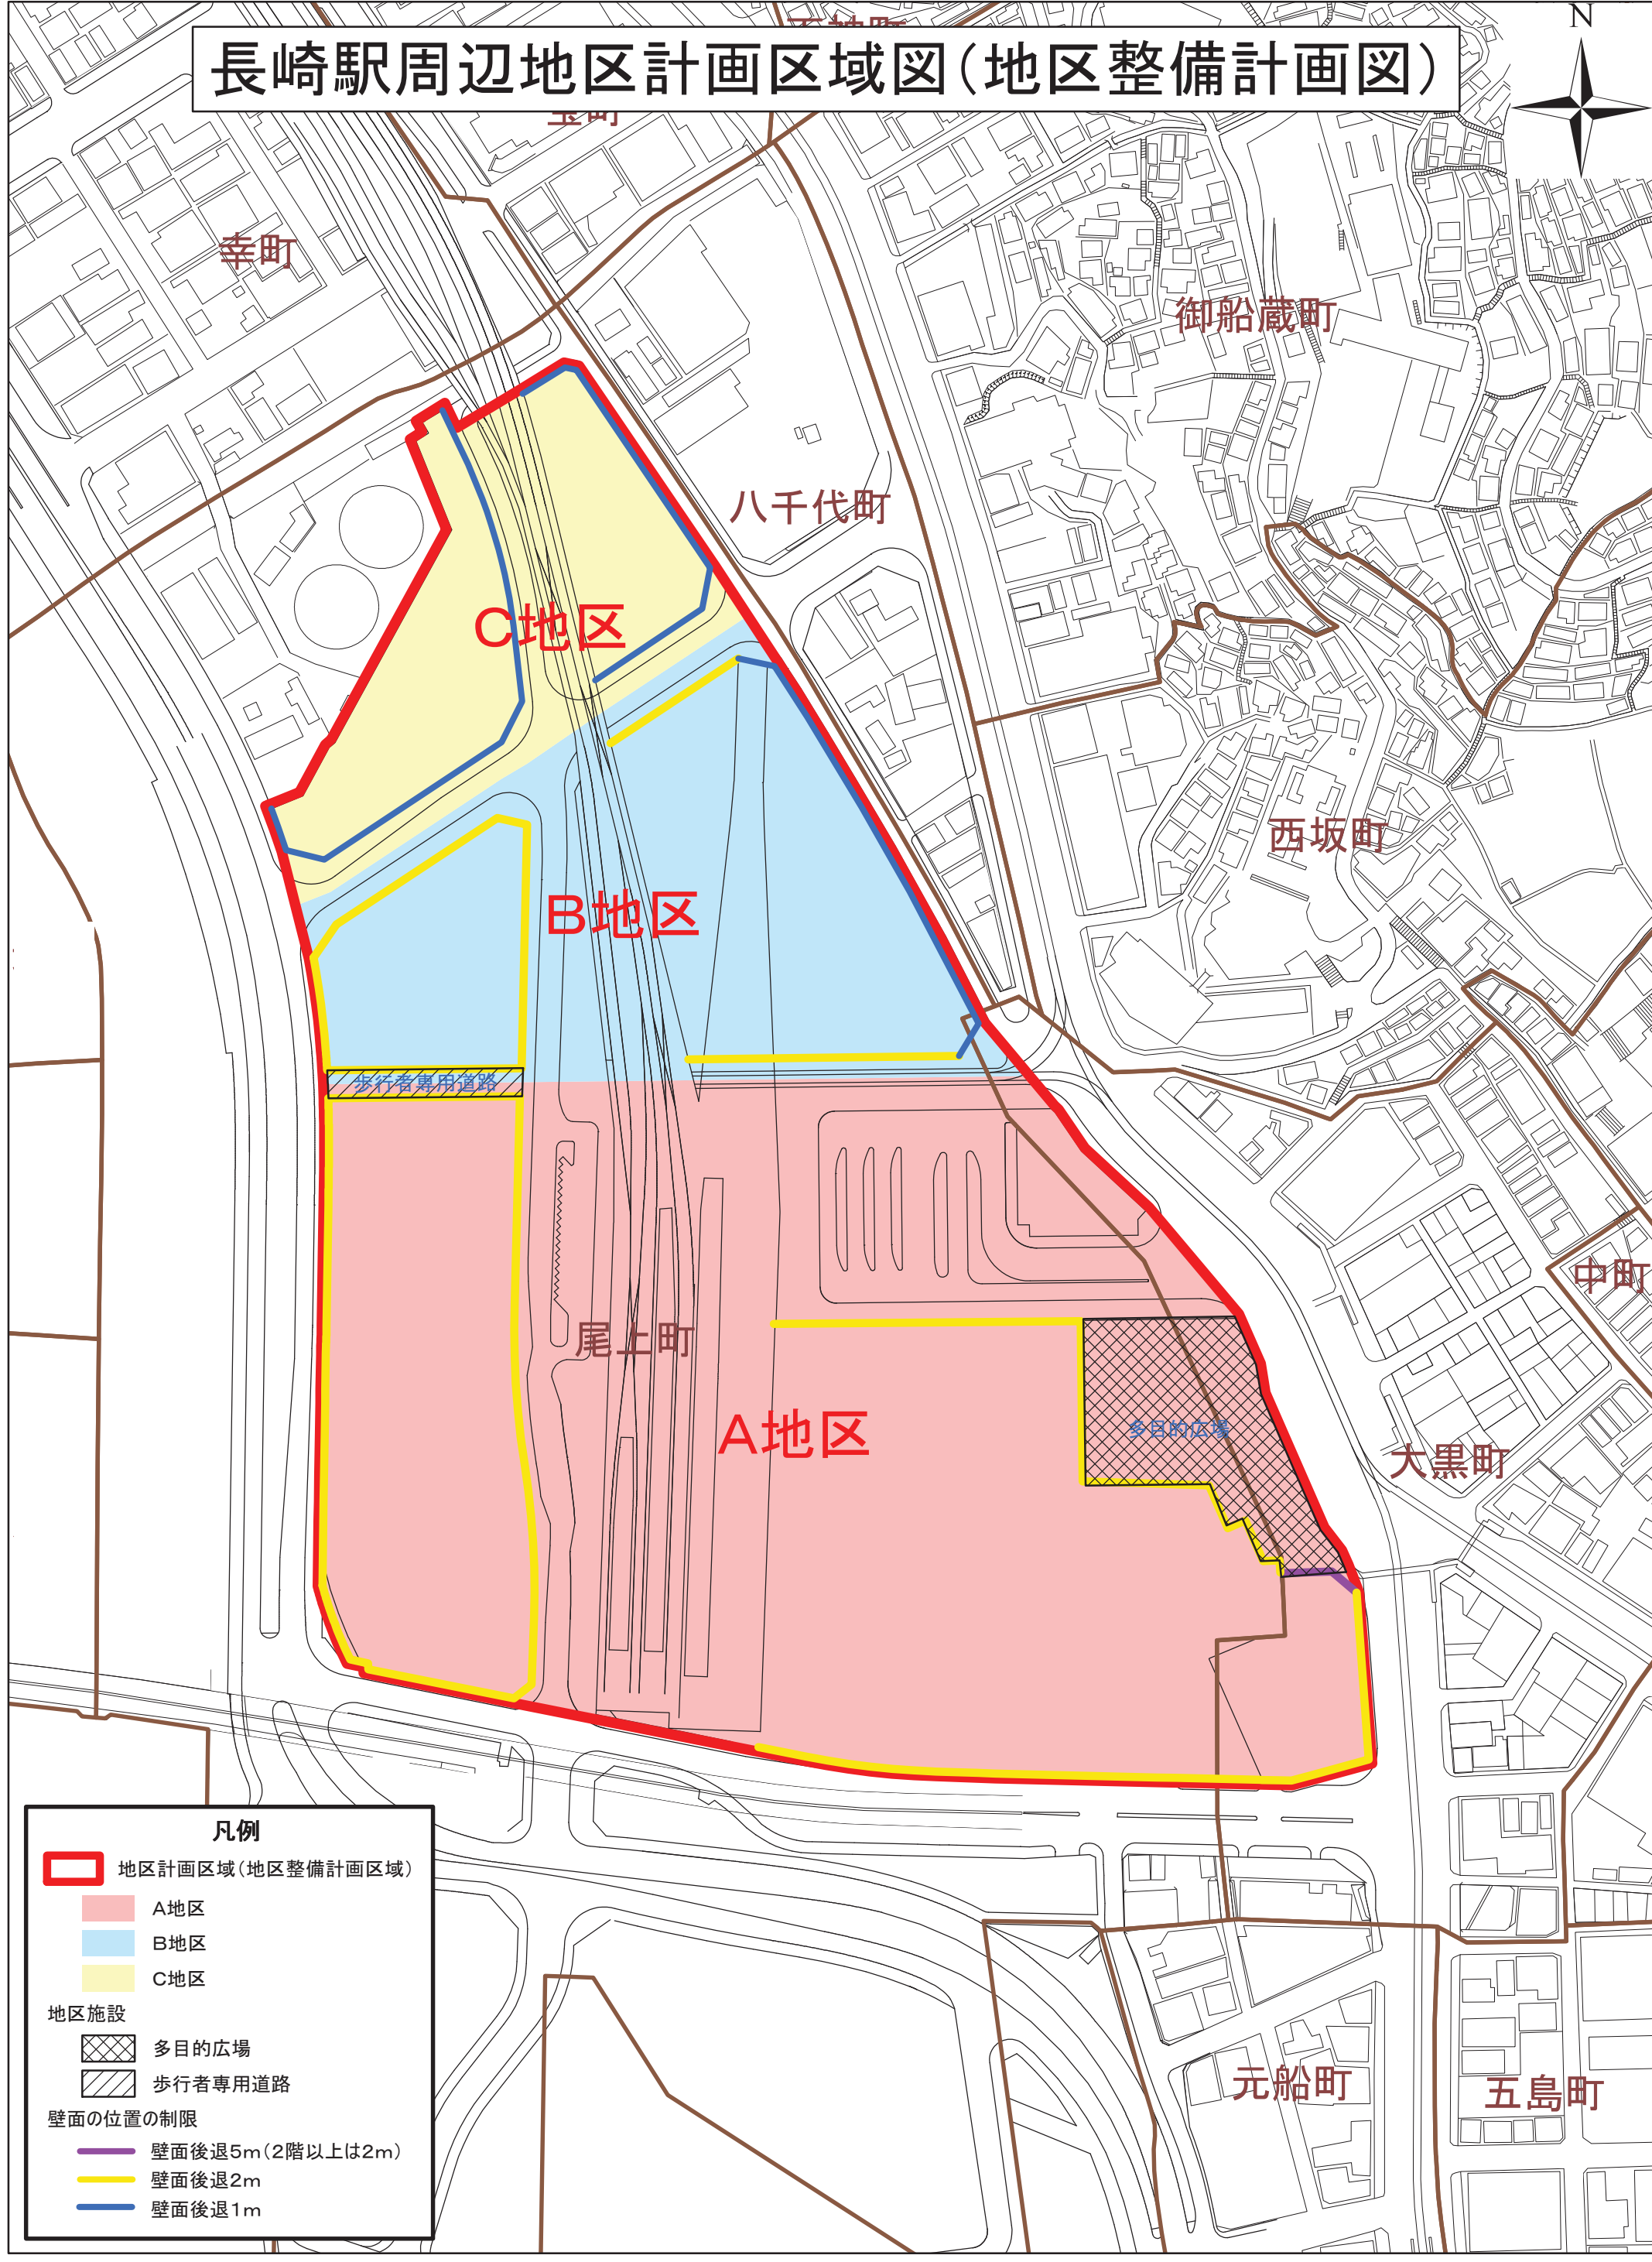 長崎駅周辺地区計画区域図(地区整備計画図)
N
幸町
御船蔵町
八千代町
C地区
西坂町
B地区
歩行者専用道路
中町
尾上町
A地区
多目的広場
大黒町
凡例
地区計画区域(地区整備計画区域)
A地区
B地区
C地区
地区施設
多目的広場
歩行者専用道路
壁面の位置の制限
壁面後退5m(2階以上は2m)
壁面後退2m
壁面後退1m
元船町
五島町